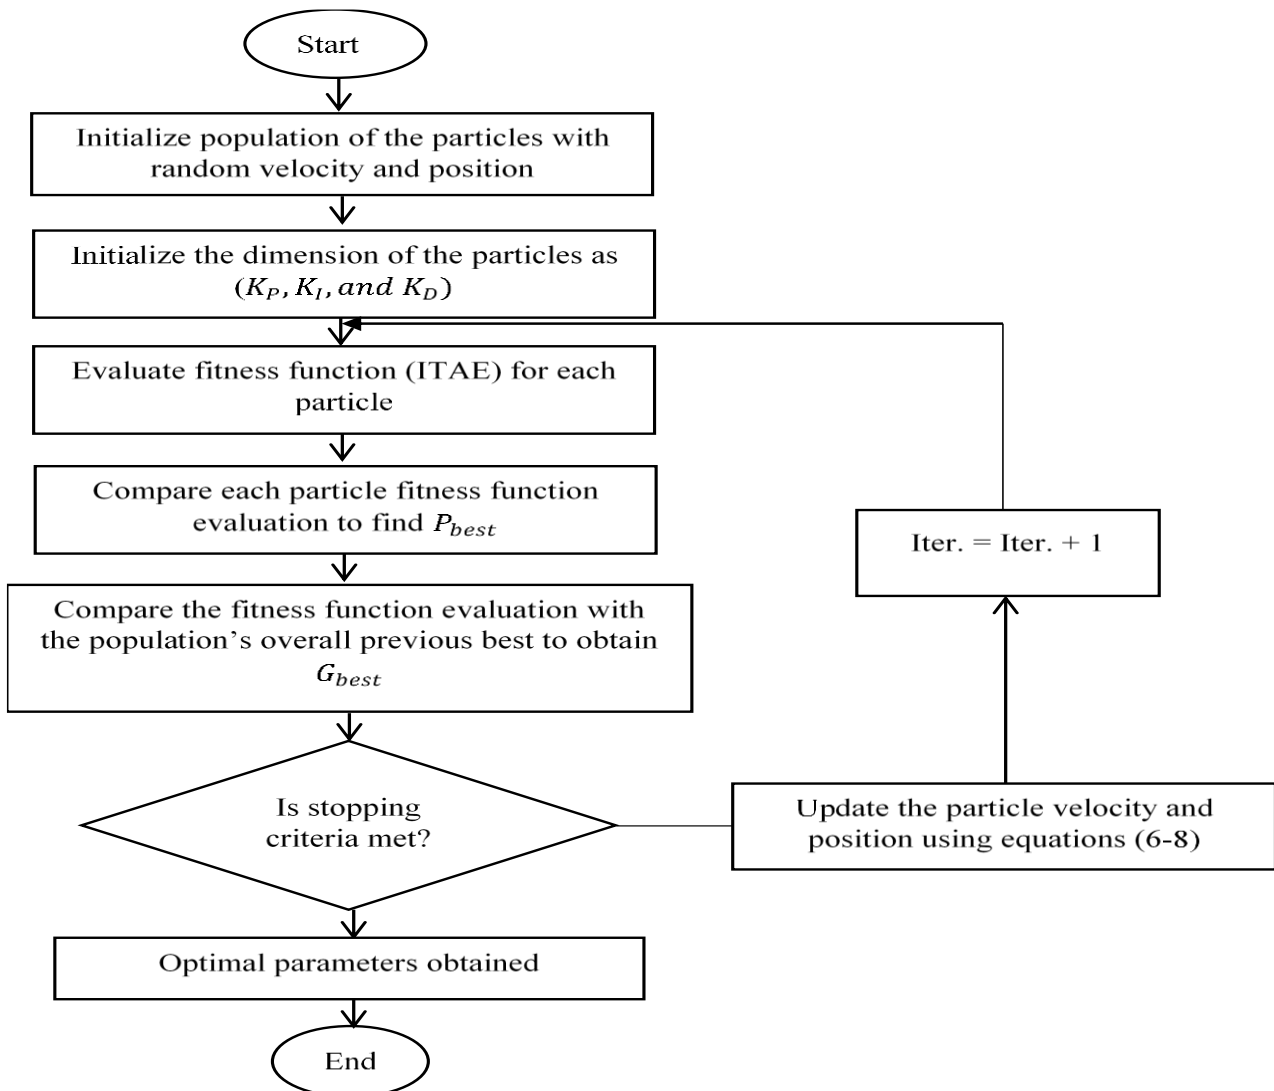 Start
Initialize population of the particles with
random velocity and position
Initialize the dimension of the particles as
(K_P, K_I, and K_D)
Evaluate fitness function (ITAE) for each
particle
Compare each particle fitness function
evaluation to find P_best
Compare the fitness function evaluation with
the population’s overall previous best to obtain
G_best
Is stopping
criteria met?
Iter. = Iter. + 1
Update the particle velocity and
position using equations (6-8)
Optimal parameters obtained
End